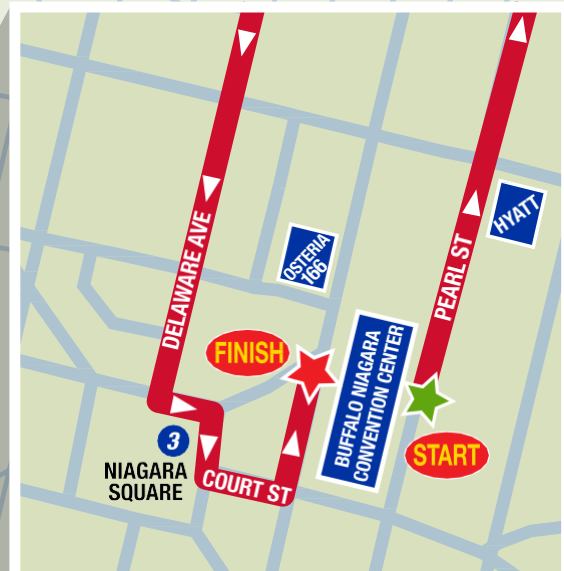 HYATT
DELAWARE AVE
OSTERIA
166
PEARL ST
FINISH
BUFFALO NIAGARA
CONVENTION CENTER
3
START
NIAGARA
SQUARE
COURT ST